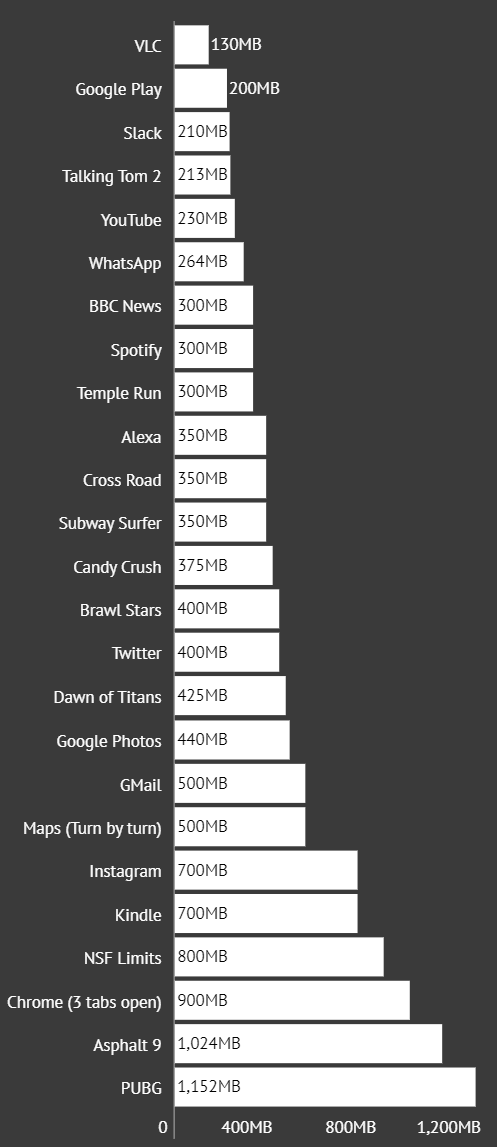 VLC 130MB
Google Play 200MB
Slack 210MB
Talking Tom 2 213MB
YouTube 230MB
WhatsApp 264MB
BBC News 300MB
Spotify 300MB
Temple Run 300MB
Alexa 350MB
Cross Road 350MB
Subway Surfer 350MB
Candy Crush 375MB
Brawl Stars 400MB
Twitter 400MB
Dawn of Titans 425MB
Google Photos 440MB
GMail 500MB
Maps (Turn by turn) 500MB
Instagram 700MB
Kindle 700MB
NSF Limits 800MB
Chrome (3 tabs open) 900MB
Asphalt 9 1,024MB
PUBG 1,152MB
0 400MB 800MB 1,200MB